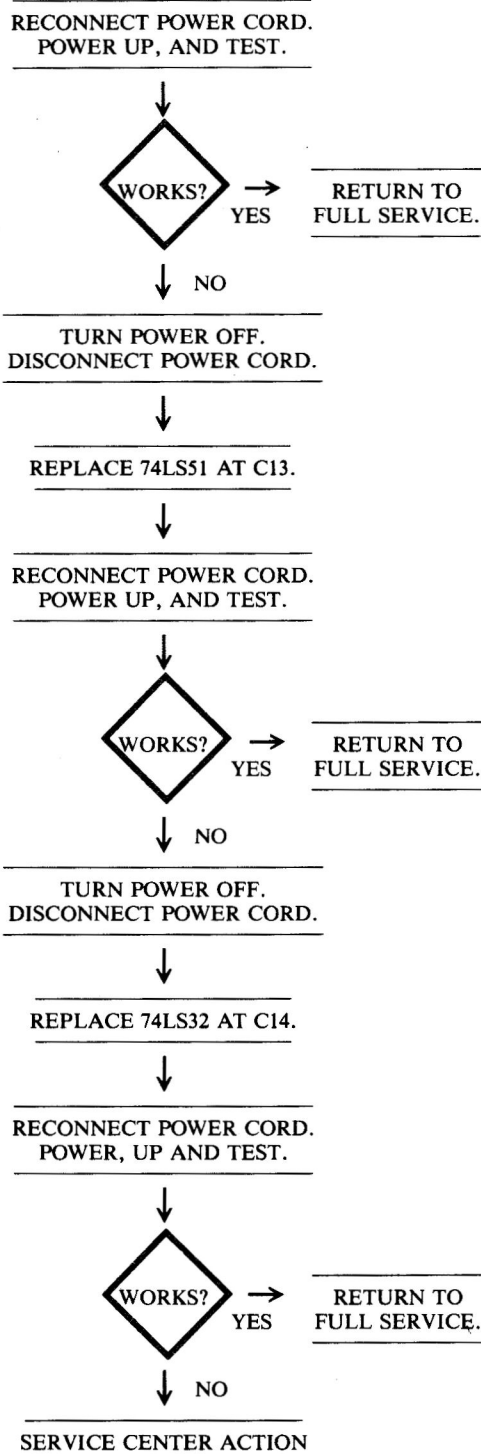 RECONNECT POWER CORD.
POWER UP, AND TEST.
WORKS?
YES
RETURN TO
FULL SERVICE.
NO
TURN POWER OFF.
DISCONNECT POWER CORD.
REPLACE 74LS51 AT C13.
RECONNECT POWER CORD.
POWER UP, AND TEST.
WORKS?
YES
RETURN TO
FULL SERVICE.
NO
TURN POWER OFF.
DISCONNECT POWER CORD.
REPLACE 74LS32 AT C14.
RECONNECT POWER CORD.
POWER, UP AND TEST.
WORKS?
YES
RETURN TO
FULL SERVICE.
NO
SERVICE CENTER ACTION